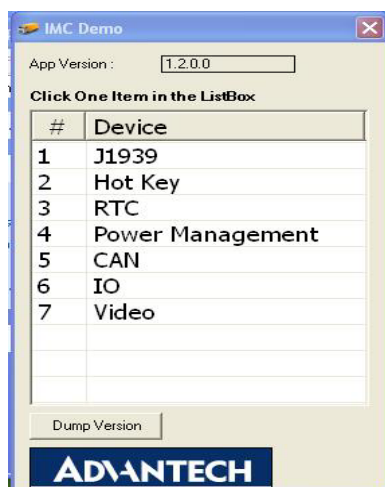 IMC Demo
App Version : 1.2.0.0
Click One Item in the ListBox
# Device
1 J1939
2 Hot Key
3 RTC
4 Power Management
5 CAN
6 IO
7 Video
Dump Version
ADVANTECH